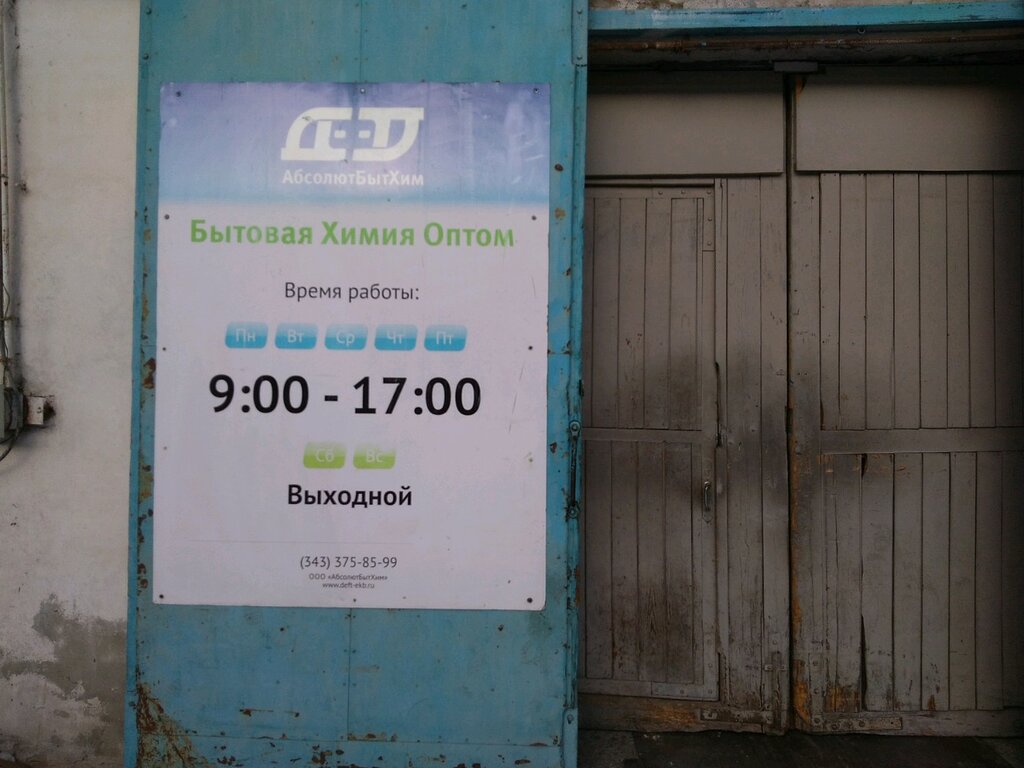 ДЕФТ
АбсолютБытХим
Бытовая Химия Оптом
Время работы:
Пн Вт Ср Чт Пт
9:00 - 17:00
Сб Вс
Выходной
(343) 375-85-99
ООО «АбсолютБытХим»
www.deft-ekb.ru